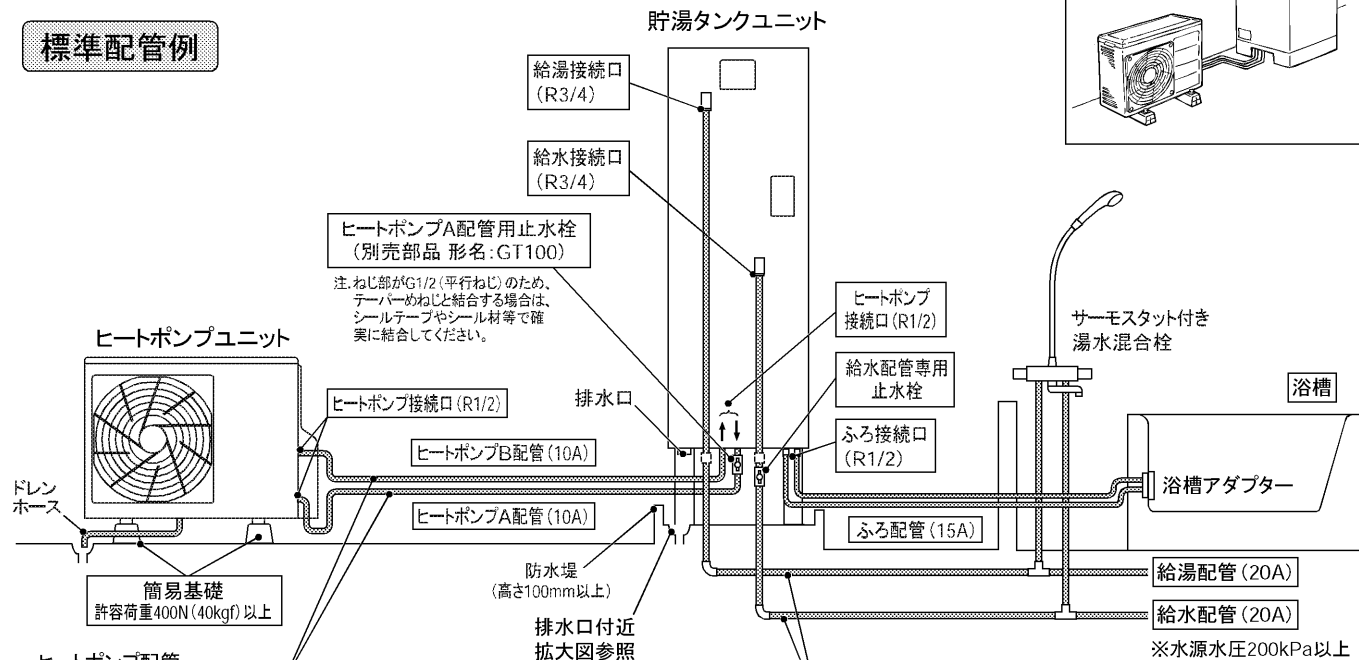 標準配管例
貯湯タンクユニット
給湯接続口
(R3/4)
給水接続口
(R3/4)
ヒートポンプA配管用止水栓
(別売部品 形名:GT100)
注.ねじ部がG1/2(平行ねじ)のため、
テーパーめねじと結合する場合は、
シールテープやシール材等で確
実に結合してください。
ヒートポンプ
接続口(R1/2)
サーモスタット付き
湯水混合栓
ヒートポンプユニット
給水配管専用
止水栓
浴槽
ヒートポンプ接続口(R1/2)
排水口
ふろ接続口
(R1/2)
ヒートポンプB配管(10A)
浴槽アダプター
ドレン
ホース
ヒートポンプA配管(10A)
ふろ配管(15A)
防水堤
(高さ100mm以上)
簡易基礎
許容荷重400N(40kgf)以上
給湯配管(20A)
給水配管(20A)
排水口付近
拡大図参照
※水源水圧200kPa以上
ヒートポンプ配管